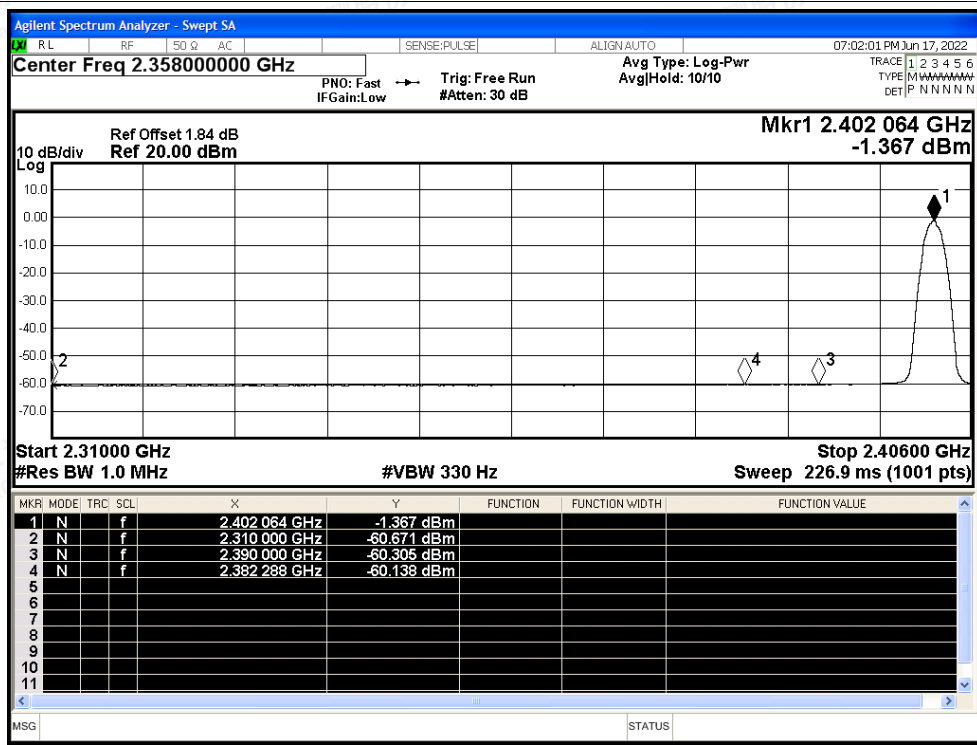 Agilent Spectrum Analyzer - Swept SA
LXI RL RF 50 Ω AC SENSE:PULSE ALIGN AUTO 07:02:01 PM Jun 17, 2022
Center Freq 2.358000000 GHz
PNO: Fast Trig: Free Run Avg Type: Log-Pwr TRACE 1 2 3 4 5 6
IFGain:Low #Atten: 30 dB Avg|Hold: 10/10 TYPE M
DET P N N N N N
Mkr1 2.402 064 GHz
Ref Offset 1.84 dB
10 dB/div Ref 20.00 dBm -1.367 dBm
Log
10.0
1
0.00
-10.0
-20.0
-30.0
-40.0
-50.0
2 4 3
-60.0
-70.0
Start 2.31000 GHz Stop 2.40600 GHz
#Res BW 1.0 MHz #VBW 330 Hz Sweep 226.9 ms (1001 pts)
MKR MODE TRC SCL X Y FUNCTION FUNCTION WIDTH FUNCTION VALUE
1 N f 2.402 064 GHz -1.367 dBm
2 N f 2.310 000 GHz -60.671 dBm
3 N f 2.390 000 GHz -60.305 dBm
4 N f 2.382 288 GHz -60.138 dBm
5
6
7
8
9
10
11
MSG STATUS